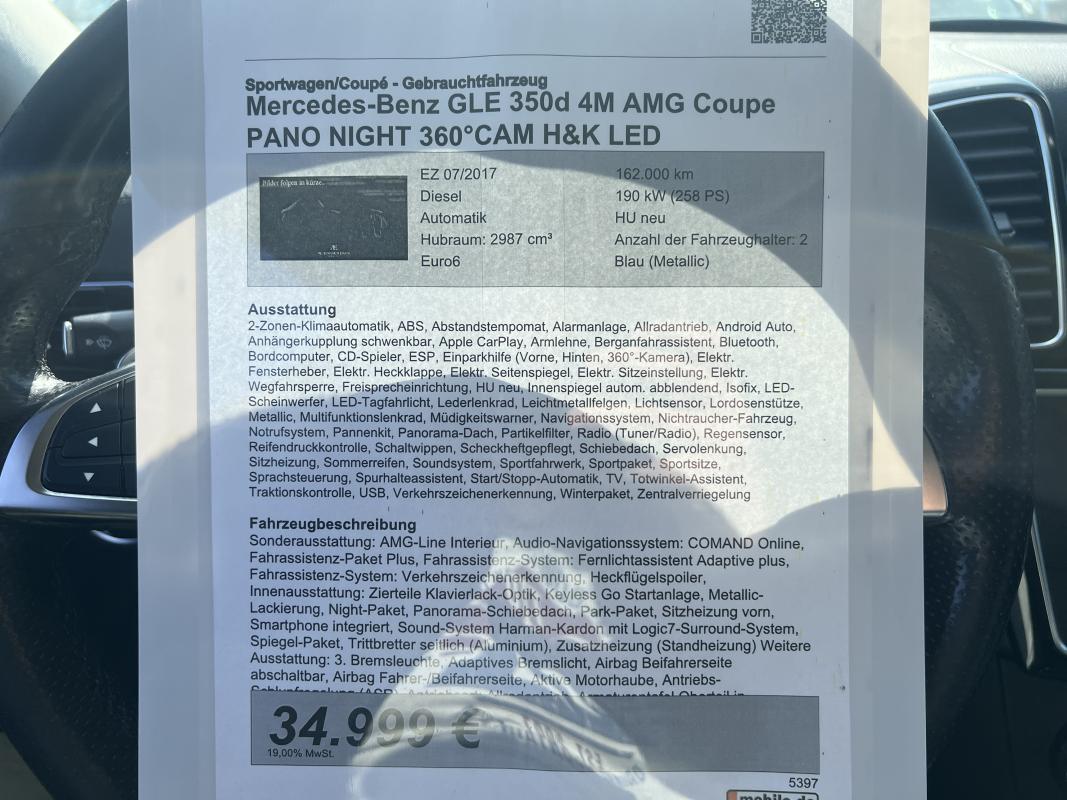 Sportwagen/Coupé - Gebrauchtfahrzeug
Mercedes-Benz GLE 350d 4M AMG Coupe
PANO NIGHT 360°CAM H&K LED
Bilder folgen in kürze.
EZ 07/2017
162.000 km
Diesel
190 kW (258 PS)
Automatik
HU neu
Hubraum: 2987 cm³
Anzahl der Fahrzeughalter: 2
Euro6
Blau (Metallic)
Ausstattung
2-Zonen-Klimaautomatik, ABS, Abstandstempomat, Alarmanlage, Allradantrieb, Android Auto,
Anhängerkupplung schwenkbar, Apple CarPlay, Armlehne, Berganfahrassistent, Bluetooth,
Bordcomputer, CD-Spieler, ESP, Einparkhilfe (Vorne, Hinten, 360°-Kamera), Elektr.
Fensterheber, Elektr. Heckklappe, Elektr. Seitenspiegel, Elektr. Sitzeinstellung, Elektr.
Wegfahrsperre, Freisprecheinrichtung, HU neu, Innenspiegel autom. abblendend, Isofix, LED-
Scheinwerfer, LED-Tagfahrlicht, Lederlenkrad, Leichtmetallfelgen, Lichtsensor, Lordosenstütze,
Metallic, Multifunktionslenkrad, Müdigkeitswarner, Navigationssystem, Nichtraucher-Fahrzeug,
Notrufsystem, Pannenkit, Panorama-Dach, Partikelfilter, Radio (Tuner/Radio), Regensensor,
Reifendruckkontrolle, Schaltwippen, Scheckheftgepflegt, Schiebedach, Servolenkung,
Sitzheizung, Sommerreifen, Soundsystem, Sportfahrwerk, Sportpaket, Sportsitze,
Sprachsteuerung, Spurhalteassistent, Start/Stopp-Automatik, TV, Totwinkel-Assistent,
Traktionskontrolle, USB, Verkehrszeichenerkennung, Winterpaket, Zentralverriegelung
Fahrzeugbeschreibung
Sonderausstattung: AMG-Line Interieur, Audio-Navigationssystem: COMAND Online,
Fahrassistenz-Paket Plus, Fahrassistenz-System: Fernlichtassistent Adaptive plus,
Fahrassistenz-System: Verkehrszeichenerkennung, Heckflügelspoiler,
Innenausstattung: Zierteile Klavierlack-Optik, Keyless Go Startanlage, Metallic-
Lackierung, Night-Paket, Panorama-Schiebedach, Park-Paket, Sitzheizung vorn,
Smartphone integriert, Sound-System Harman-Kardon mit Logic7-Surround-System,
Spiegel-Paket, Trittbretter seitlich (Aluminium), Zusatzheizung (Standheizung) Weitere
Ausstattung: 3. Bremsleuchte, Adaptives Bremslicht, Airbag Beifahrerseite
abschaltbar, Airbag Fahrer-/Beifahrerseite, Aktive Motorhaube, Antriebs-
34.999 €
19,00% MwSt.
5397
mobile.de